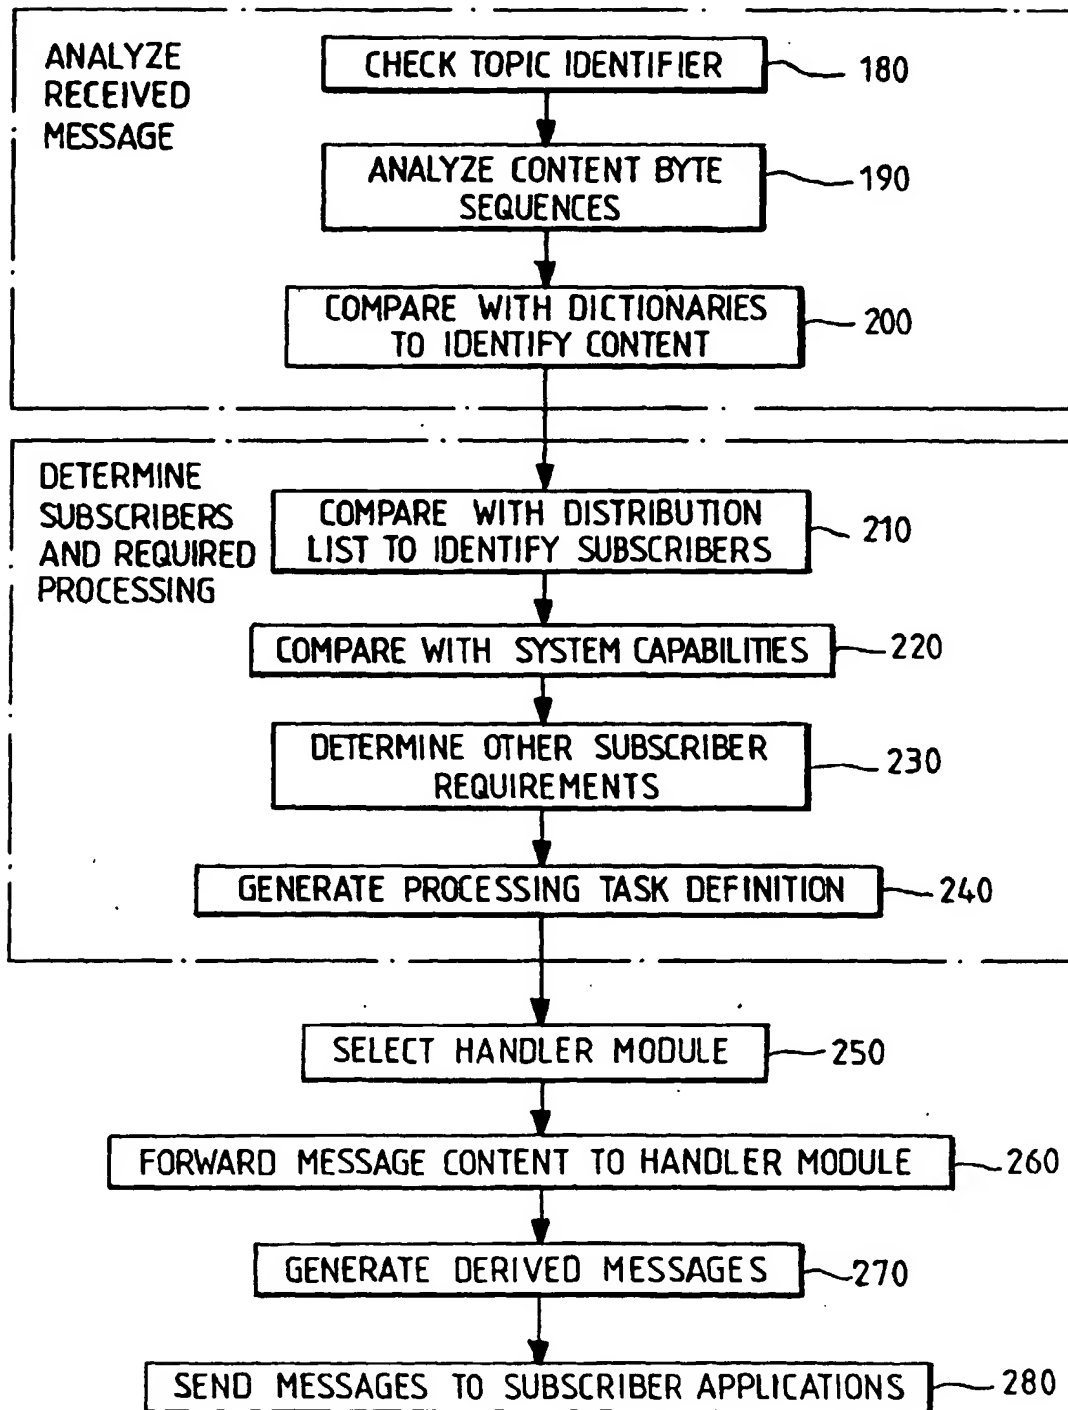 ANALYZE
RECEIVED
MESSAGE
CHECK TOPIC IDENTIFIER
180
ANALYZE CONTENT BYTE
SEQUENCES
190
COMPARE WITH DICTIONARIES
TO IDENTIFY CONTENT
200
DETERMINE
SUBSCRIBERS
AND REQUIRED
PROCESSING
COMPARE WITH DISTRIBUTION
LIST TO IDENTIFY SUBSCRIBERS
210
COMPARE WITH SYSTEM CAPABILITIES
220
DETERMINE OTHER SUBSCRIBER
REQUIREMENTS
230
GENERATE PROCESSING TASK DEFINITION
240
SELECT HANDLER MODULE
250
FORWARD MESSAGE CONTENT TO HANDLER MODULE
260
GENERATE DERIVED MESSAGES
270
SEND MESSAGES TO SUBSCRIBER APPLICATIONS
280